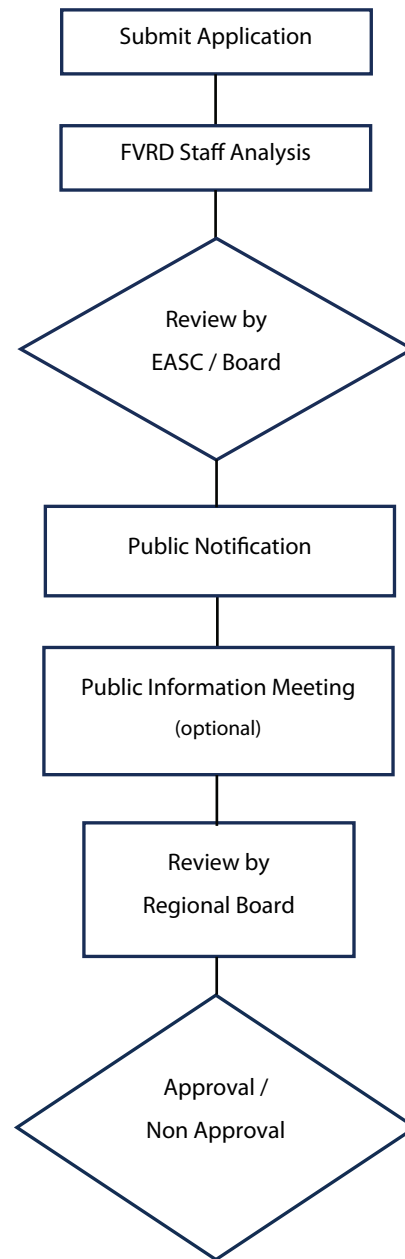 Submit Application
FVRD Staff Analysis
Review by
EASC / Board
Public Notification
Public Information Meeting
(optional)
Review by
Regional Board
Approval /
Non Approval